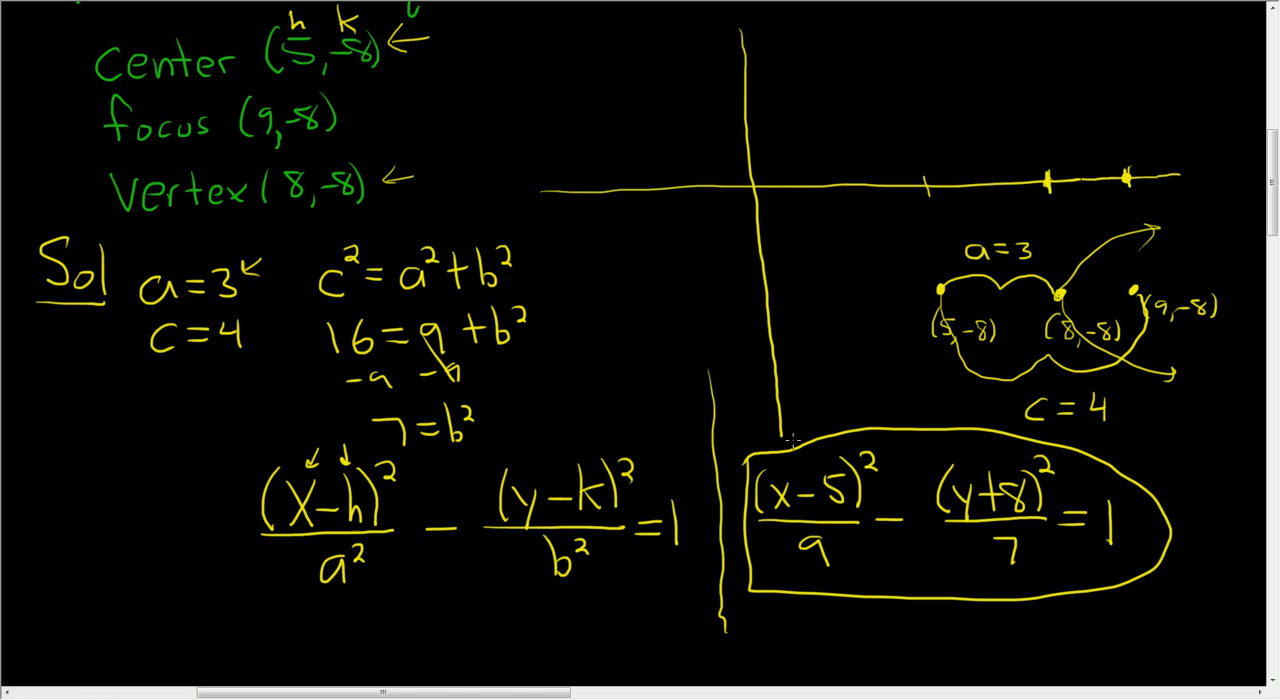 h k
Center (5, -8) ←
focus (9, -8)
Vertex (8, -8) ←
Sol
a = 3
c = 4
c² = a² + b²
16 = 9 + b²
-9 -9
7 = b²
(x - h)² / a² - (y - k)² / b² = 1
a = 3
(5, -8) (8, -8) (9, -8)
c = 4
(x - 5)² / 9 - (y + 8)² / 7 = 1